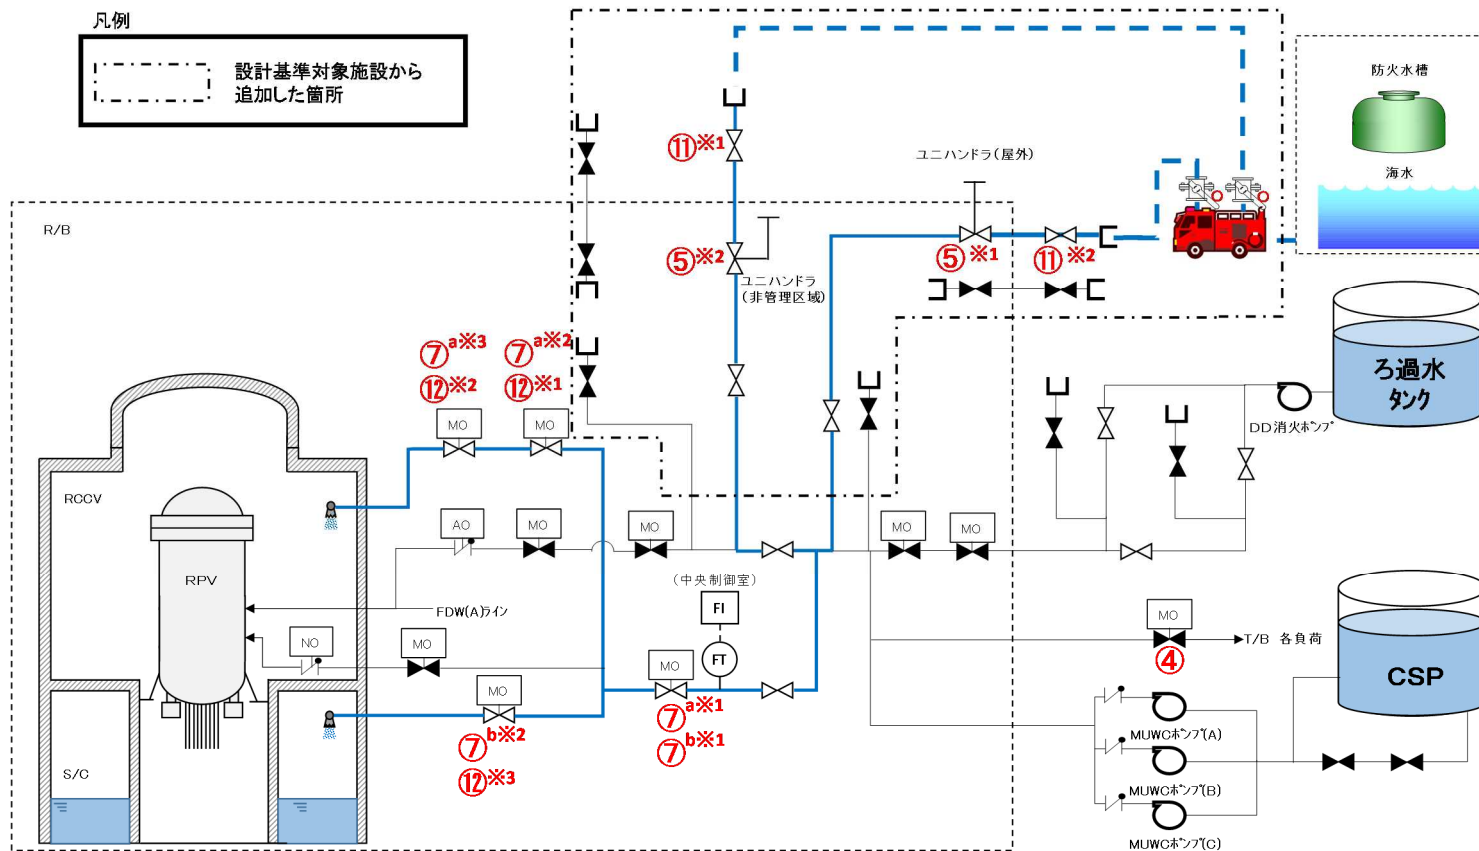 凡例
設計基準対象施設から
追加した箇所
防火水槽
海水
⑪※1
ユニハンドラ(屋外)
R/B
⑤※2
⑤※1
⑪※2
ユニハンドラ
(非管理区域)
⑦a※3
⑫※2
⑦a※2
⑫※1
ろ過水
タンク
DD消火ポンプ
MO
MO
RCCV
AO
MO
MO
MO
MO
RPV
(中央制御室)
FI
FDW(A)ライン
NO
MO
FT
MO
MO
T/B 各負荷
④
CSP
MO
⑦a※1
⑦b※1
⑦b※2
⑫※3
S/C
MUWCポンプ(A)
MUWCポンプ(B)
MUWCポンプ(C)